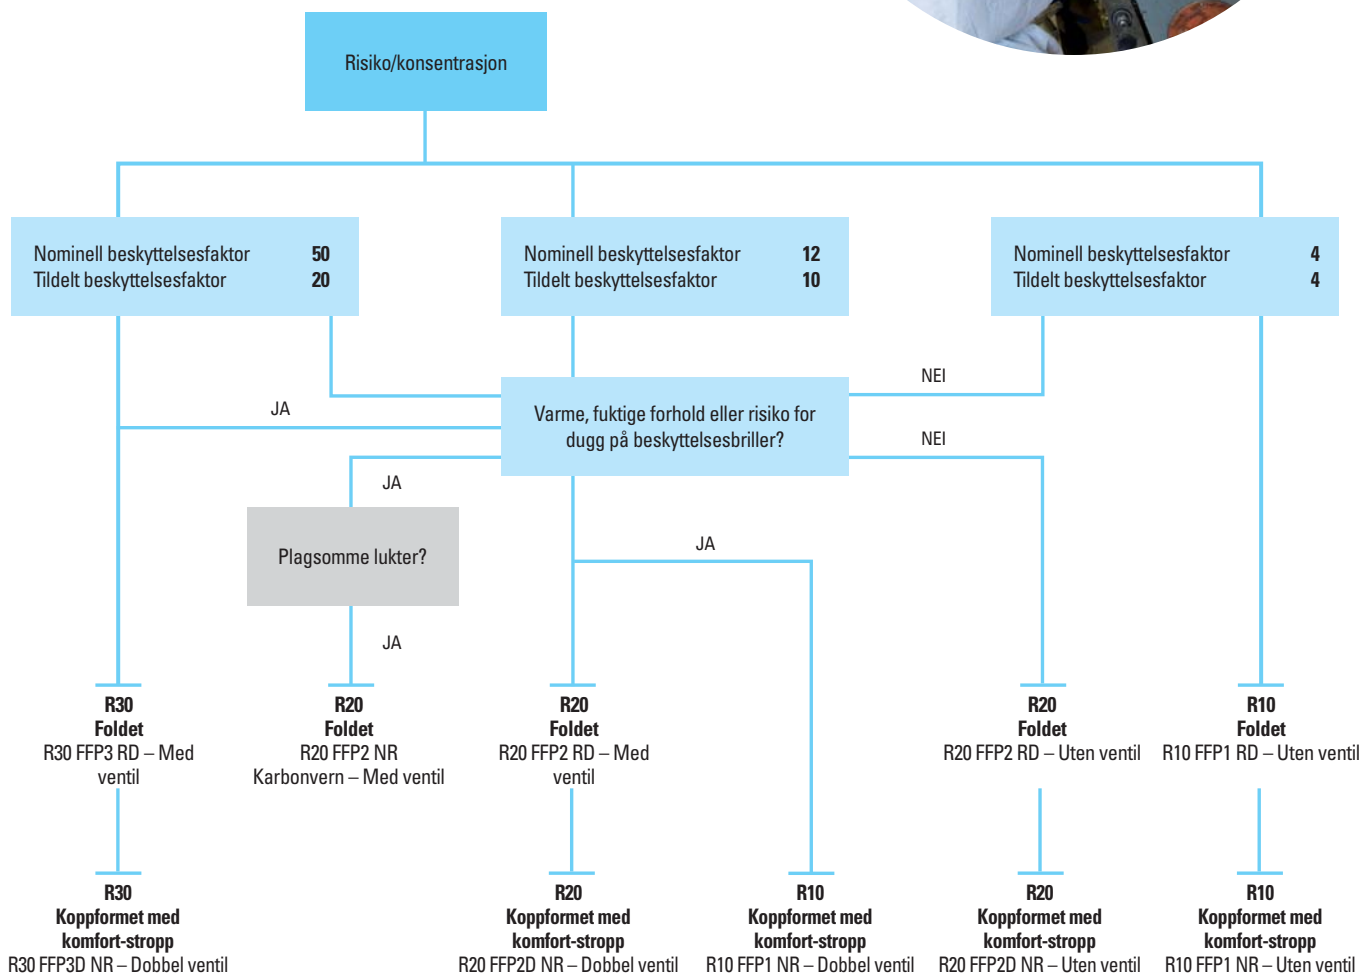 Risiko/konsentrasjon
Nominell beskyttelsesfaktor 50
Tildelt beskyttelsesfaktor 20
Nominell beskyttelsesfaktor 12
Tildelt beskyttelsesfaktor 10
Nominell beskyttelsesfaktor 4
Tildelt beskyttelsesfaktor 4
NEI
JA
Varme, fuktige forhold eller risiko for
dugg på beskyttelsesbriller?
NEI
JA
Plagsomme lukter?
JA
JA
R30
Foldet
R30 FFP3 RD – Med
ventil
R20
Foldet
R20 FFP2 NR
Karbonvern – Med ventil
R20
Foldet
R20 FFP2 RD – Med
ventil
R20
Foldet
R20 FFP2 RD – Uten ventil
R10
Foldet
R10 FFP1 RD – Uten ventil
R30
Koppformet med
komfort-stropp
R30 FFP3D NR – Dobbel ventil
R20
Koppformet med
komfort-stropp
R20 FFP2D NR – Dobbel ventil
R10
Koppformet med
komfort-stropp
R10 FFP1 NR – Dobbel ventil
R20
Koppformet med
komfort-stropp
R20 FFP2D NR – Uten ventil
R10
Koppformet med
komfort-stropp
R10 FFP1 NR – Uten ventil